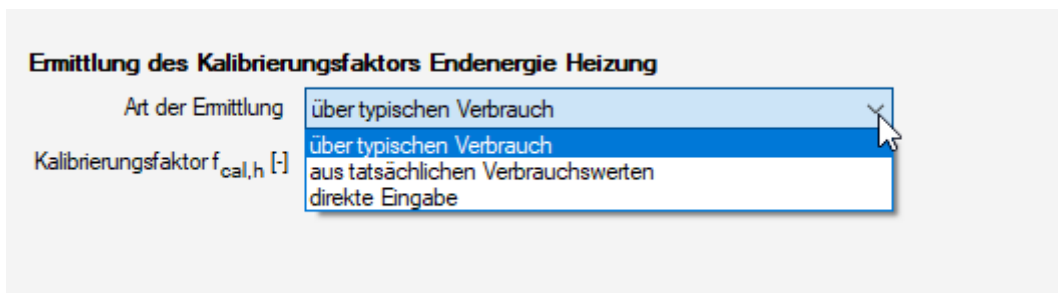 Ermittlung des Kalibrierungsfaktors Endenergie Heizung
Art der Ermittlung über typischen Verbrauch
über typischen Verbrauch
Kalibrierungsfaktor f cal,h [-]
aus tatsächlichen Verbrauchswerten
direkte Eingabe